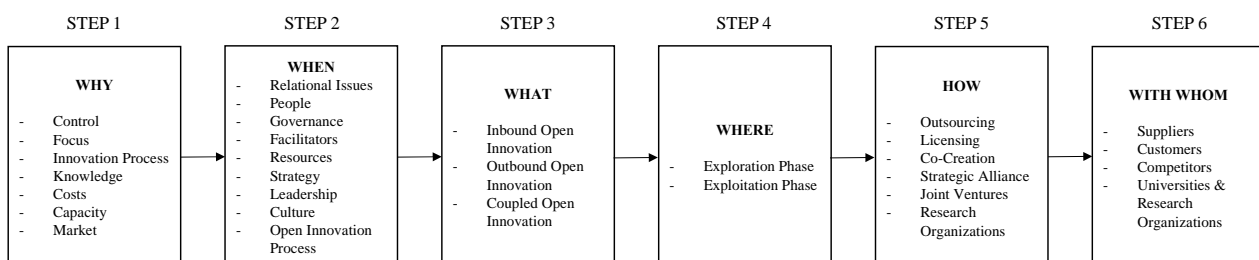 STEP 1
STEP 2
STEP 3
STEP 4
STEP 5
STEP 6
WHY
- Control
- Focus
- Innovation Process
- Knowledge
- Costs
- Capacity
- Market
WHEN
- Relational Issues
- People
- Governance
- Facilitators
- Resources
- Strategy
- Leadership
- Culture
- Open Innovation
Process
WHAT
- Inbound Open
Innovation
- Outbound Open
Innovation
- Coupled Open
Innovation
WHERE
- Exploration Phase
- Exploitation Phase
HOW
- Outsourcing
- Licensing
- Co-Creation
- Strategic Alliance
- Joint Ventures
- Research
Organizations
WITH WHOM
- Suppliers
- Customers
- Competitors
- Universities &
Research
Organizations